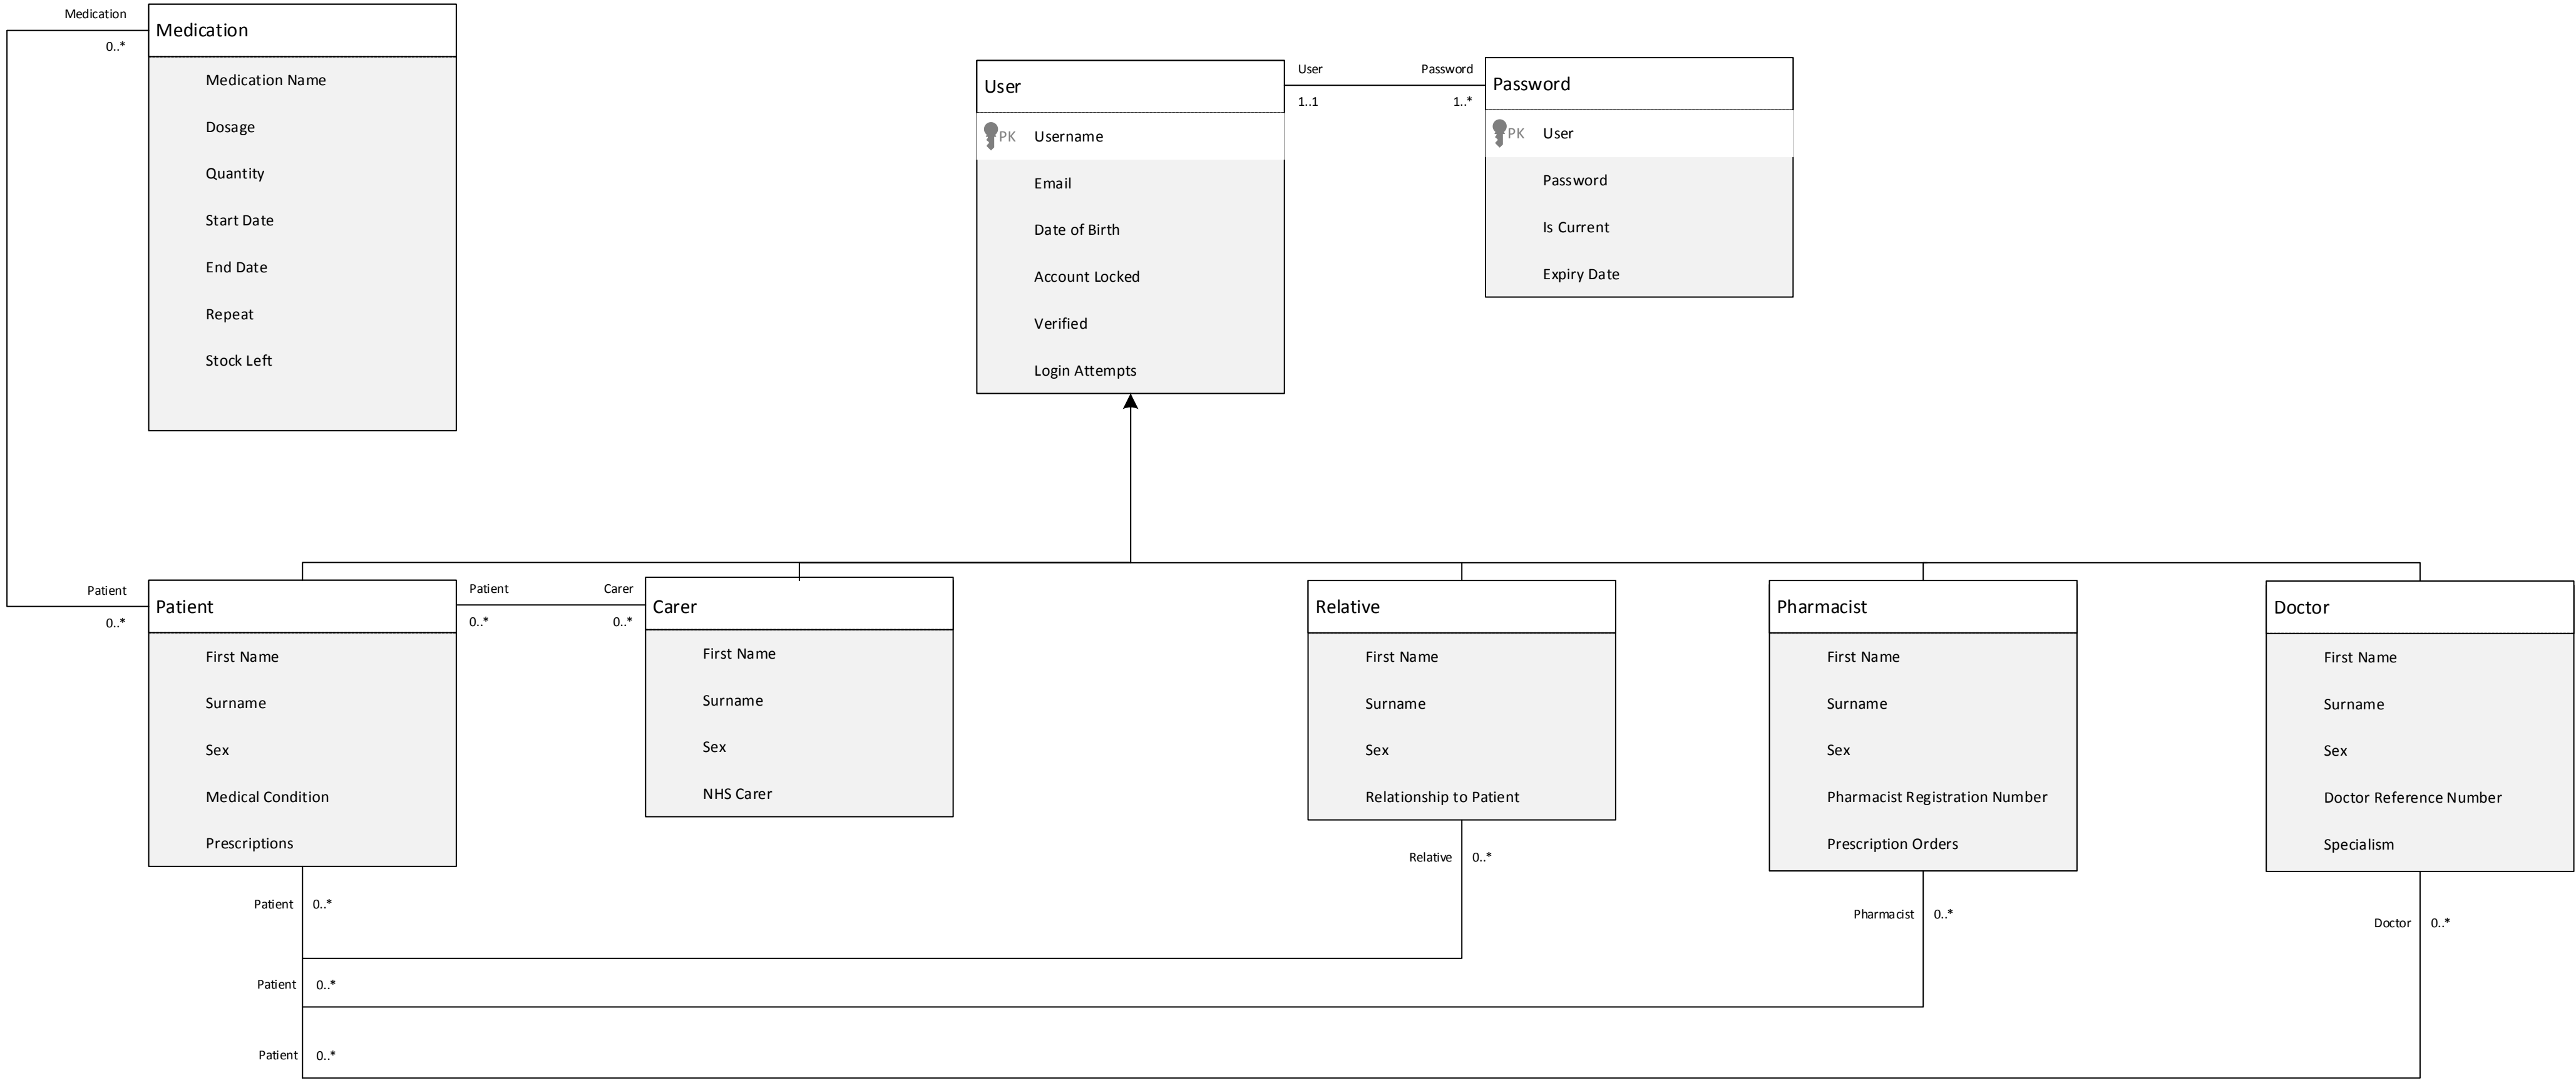 Medication
0..*
Medication
Medication Name
Dosage
Quantity
Start Date
End Date
Repeat
Stock Left
User
PK Username
Email
Date of Birth
Account Locked
Verified
Login Attempts
User
1..1
Password
1..*
Password
PK User
Password
Is Current
Expiry Date
Patient
0..*
Patient
First Name
Surname
Sex
Medical Condition
Prescriptions
Patient
0..*
Carer
0..*
Carer
First Name
Surname
Sex
NHS Carer
Relative
First Name
Surname
Sex
Relationship to Patient
Pharmacist
First Name
Surname
Sex
Pharmacist Registration Number
Prescription Orders
Doctor
First Name
Surname
Sex
Doctor Reference Number
Specialism
Relative 0..*
Patient 0..*
Pharmacist 0..*
Doctor 0..*
Patient 0..*
Patient 0..*